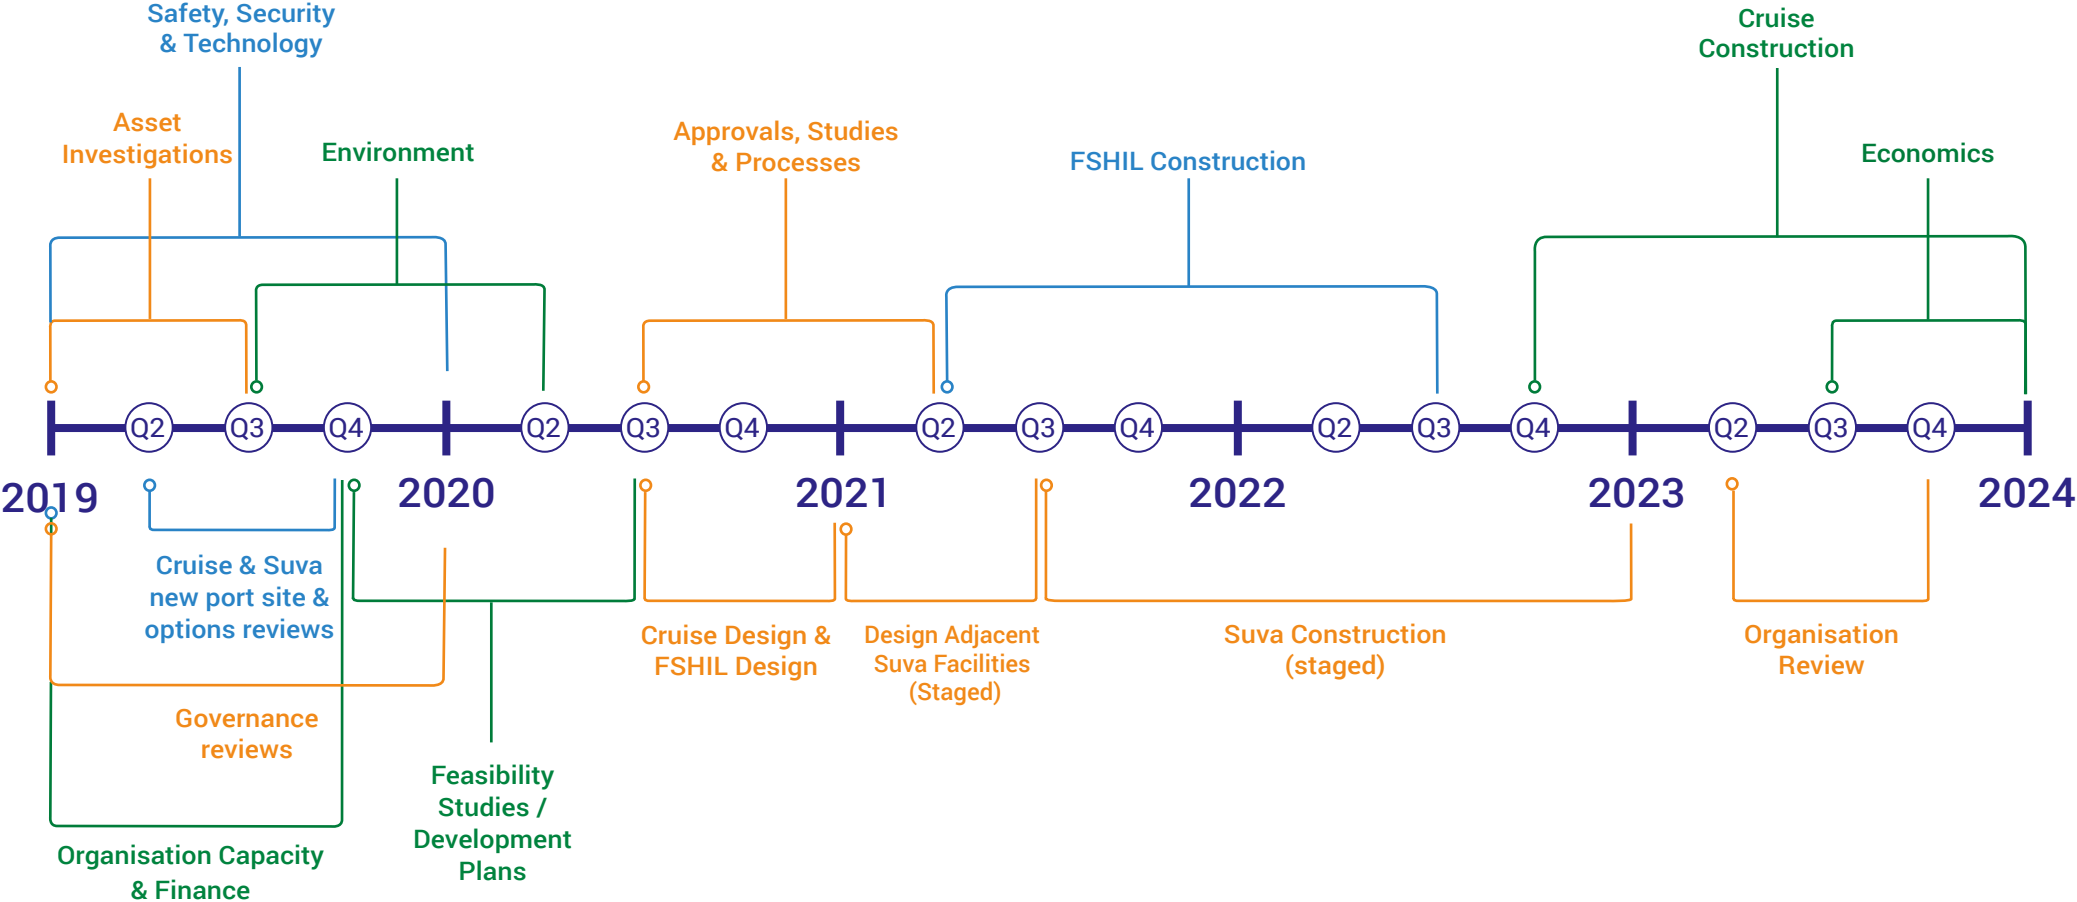 Safety, Security
& Technology
Cruise
Construction
Asset
Investigations
Environment
Approvals, Studies
& Processes
FSHIL Construction
Economics
Q2
Q3
Q4
Q2
Q3
Q4
Q2
Q3
Q4
Q2
Q3
Q4
Q2
Q3
Q4
2019
2020
2021
2022
2023
2024
Cruise & Suva
new port site &
options reviews
Cruise Design &
FSHIL Design
Design Adjacent
Suva Facilities
(Staged)
Suva Construction
(staged)
Organisation
Review
Governance
reviews
Feasibility
Studies /
Development
Plans
Organisation Capacity
& Finance